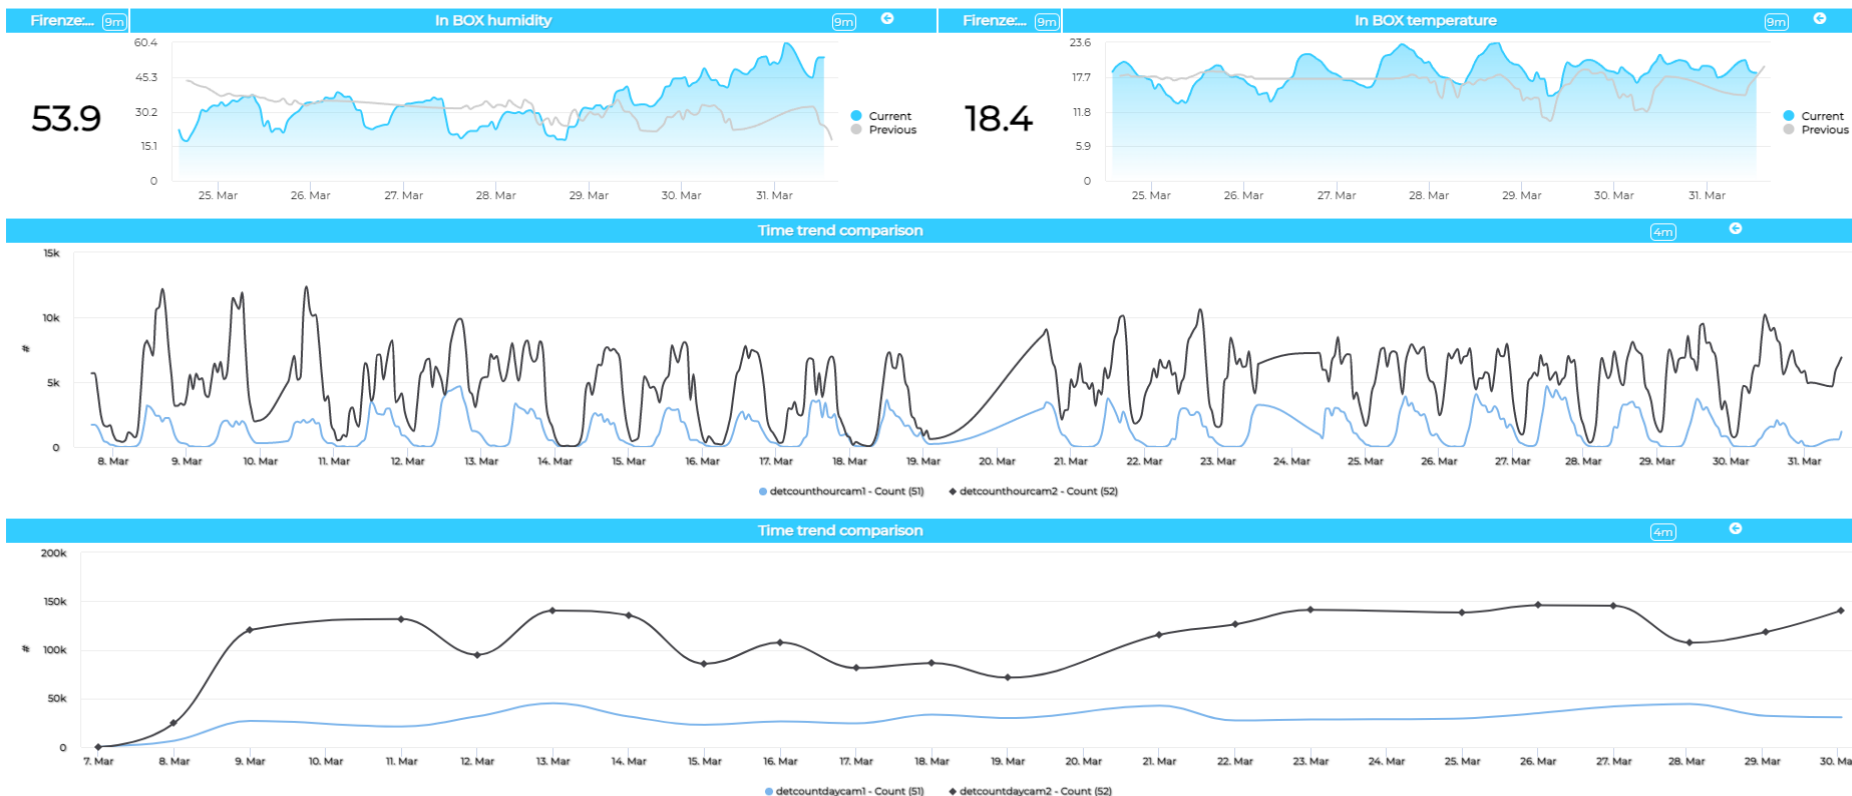 Firenze:... 9m In BOX humidity 9m Firenze:... 9m In BOX temperature 9m
60.4
45.3
30.2
15.1
0
53.9
25. Mar 26. Mar 27. Mar 28. Mar 29. Mar 30. Mar 31. Mar
Current
Previous
18.4
23.6
17.7
11.8
5.9
0
25. Mar 26. Mar 27. Mar 28. Mar 29. Mar 30. Mar 31. Mar
Current
Previous
Time trend comparison 4m
15k
10k
#
5k
0
8. Mar 9. Mar 10. Mar 11. Mar 12. Mar 13. Mar 14. Mar 15. Mar 16. Mar 17. Mar 18. Mar 19. Mar 20. Mar 21. Mar 22. Mar 23. Mar 24. Mar 25. Mar 26. Mar 27. Mar 28. Mar 29. Mar 30. Mar 31. Mar
detcounthourcam1 - Count (51) detcounthourcam2 - Count (52)
Time trend comparison 4m
200k
150k
#
100k
50k
0
7. Mar 8. Mar 9. Mar 10. Mar 11. Mar 12. Mar 13. Mar 14. Mar 15. Mar 16. Mar 17. Mar 18. Mar 19. Mar 20. Mar 21. Mar 22. Mar 23. Mar 24. Mar 25. Mar 26. Mar 27. Mar 28. Mar 29. Mar 30. Ma
detcountdaycam1 - Count (51) detcountdaycam2 - Count (52)